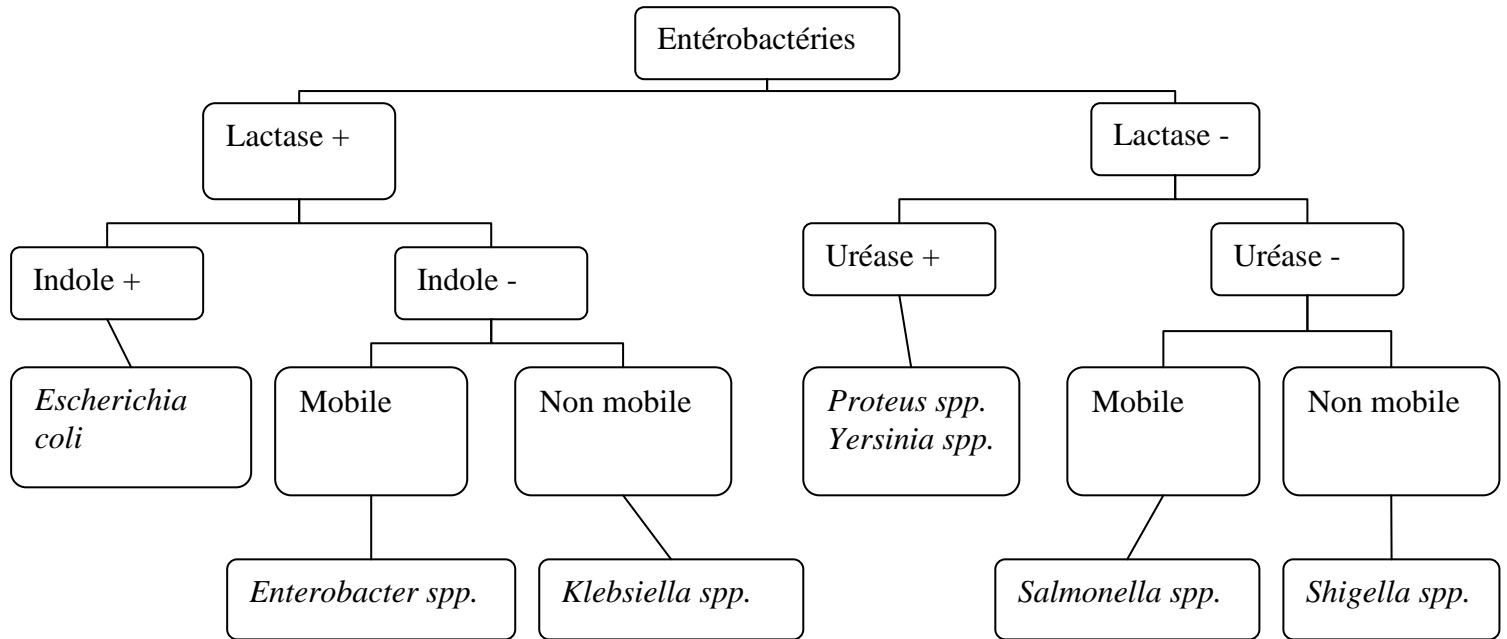 Entérobactéries
Lactase +
Lactase -
Indole +
Indole -
Uréase +
Uréase -
Escherichia
coli
Mobile
Non mobile
Proteus spp.
Yersinia spp.
Mobile
Non mobile
Enterobacter spp.
Klebsiella spp.
Salmonella spp.
Shigella spp.